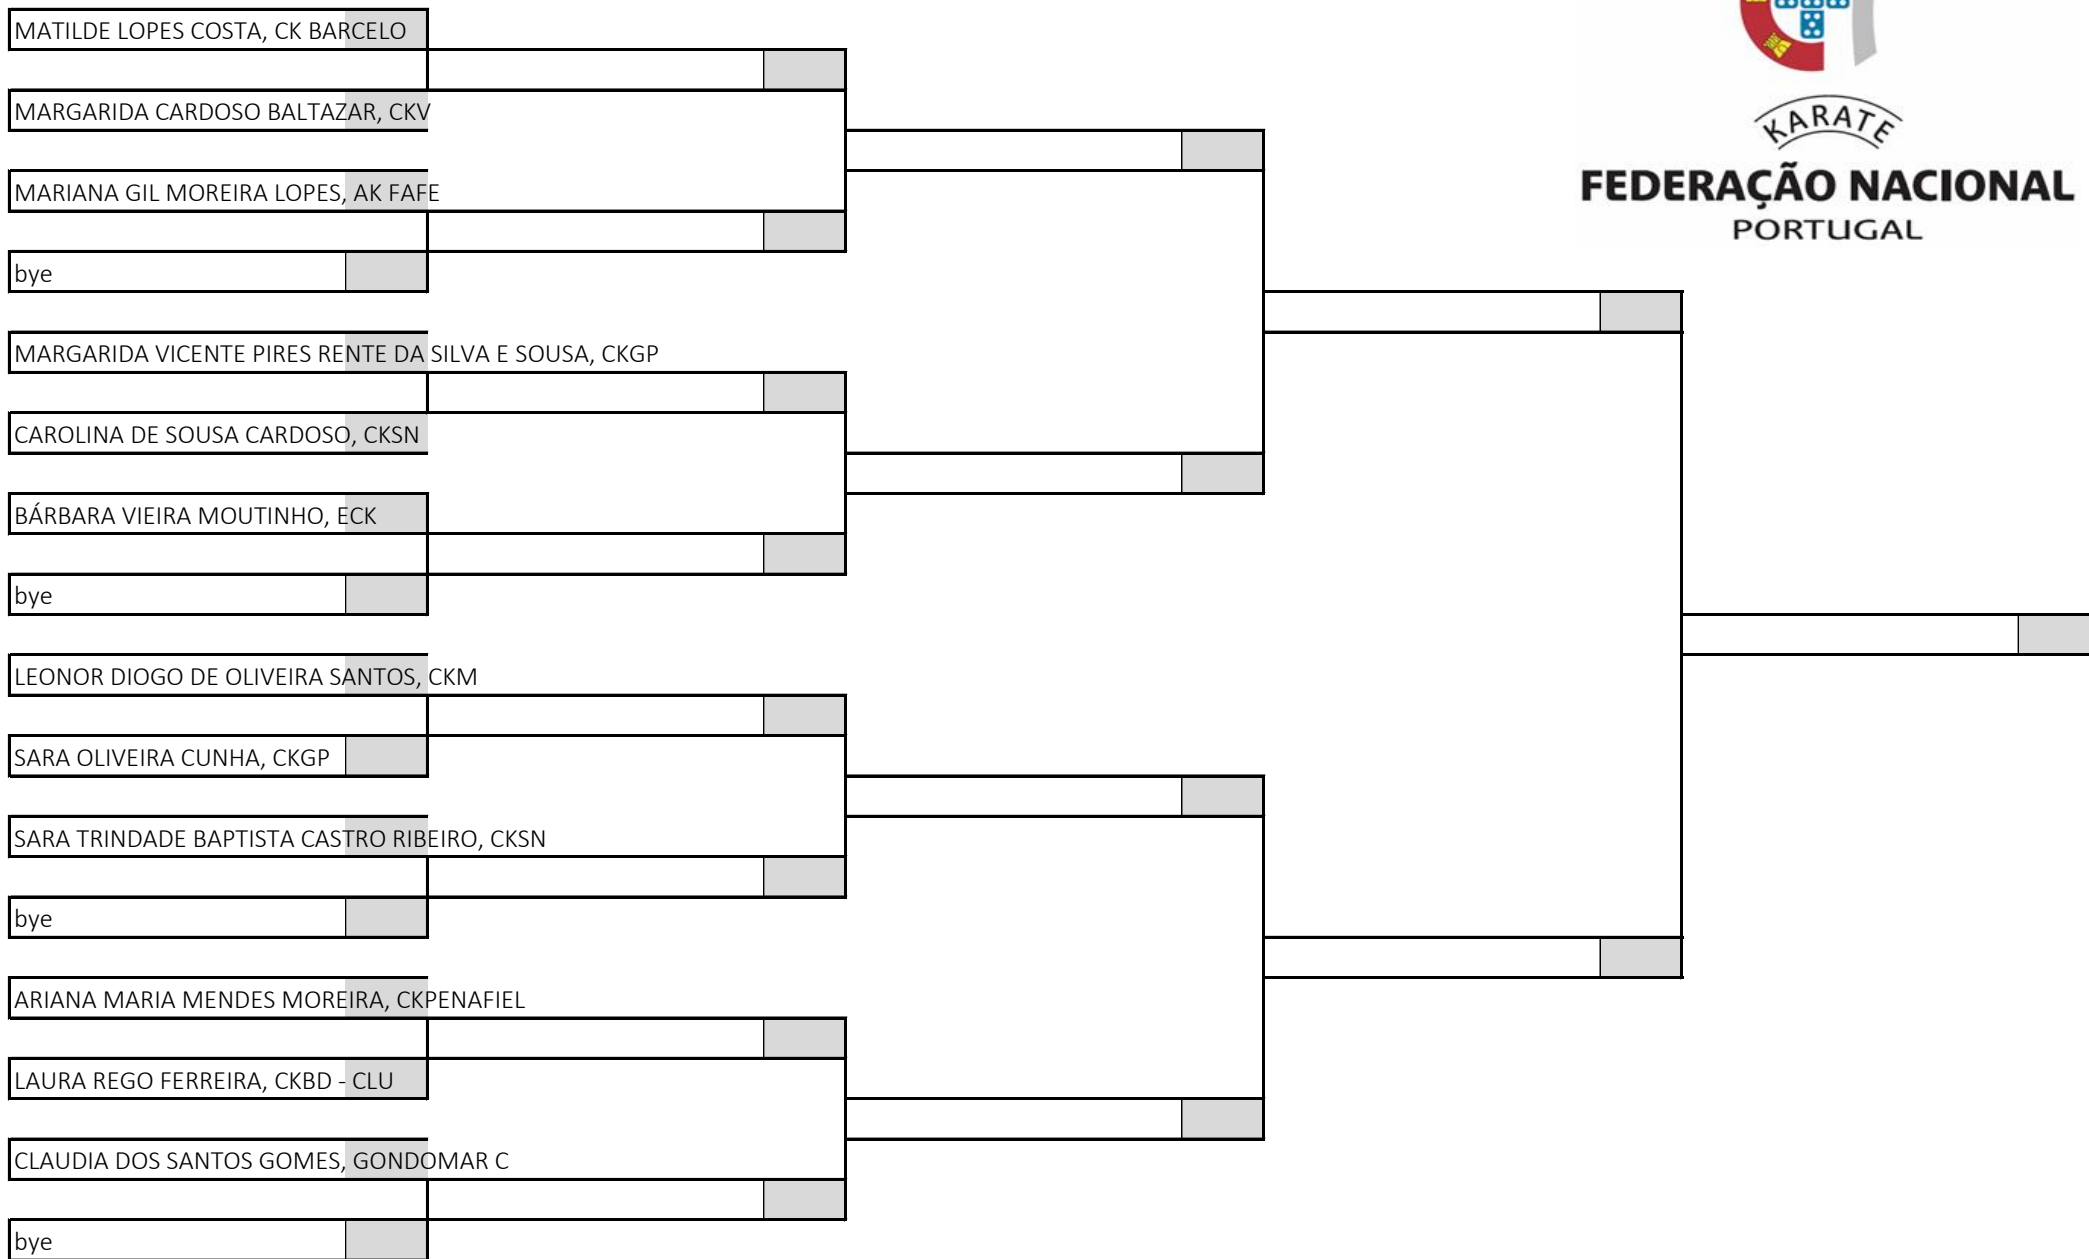 MATILDE LOPES COSTA, CK BARCELO
MARGARIDA CARDOSO BALTAZAR, CKV
MARIANA GIL MOREIRA LOPES, AK FAFE
bye
MARGARIDA VICENTE PIRES RENTE DA SILVA E SOUSA, CKGP
CAROLINA DE SOUSA CARDOSO, CKSN
BÁRBARA VIEIRA MOUTINHO, ECK
bye
LEONOR DIOGO DE OLIVEIRA SANTOS, CKM
SARA OLIVEIRA CUNHA, CKGP
SARA TRINDADE BAPTISTA CASTRO RIBEIRO, CKSN
bye
ARIANA MARIA MENDES MOREIRA, CKPENAFIEL
LAURA REGO FERREIRA, CKBD - CLU
CLAUDIA DOS SANTOS GOMES, GONDOMAR C
bye
KARATE
FEDERAÇÃO NACIONAL
PORTUGAL